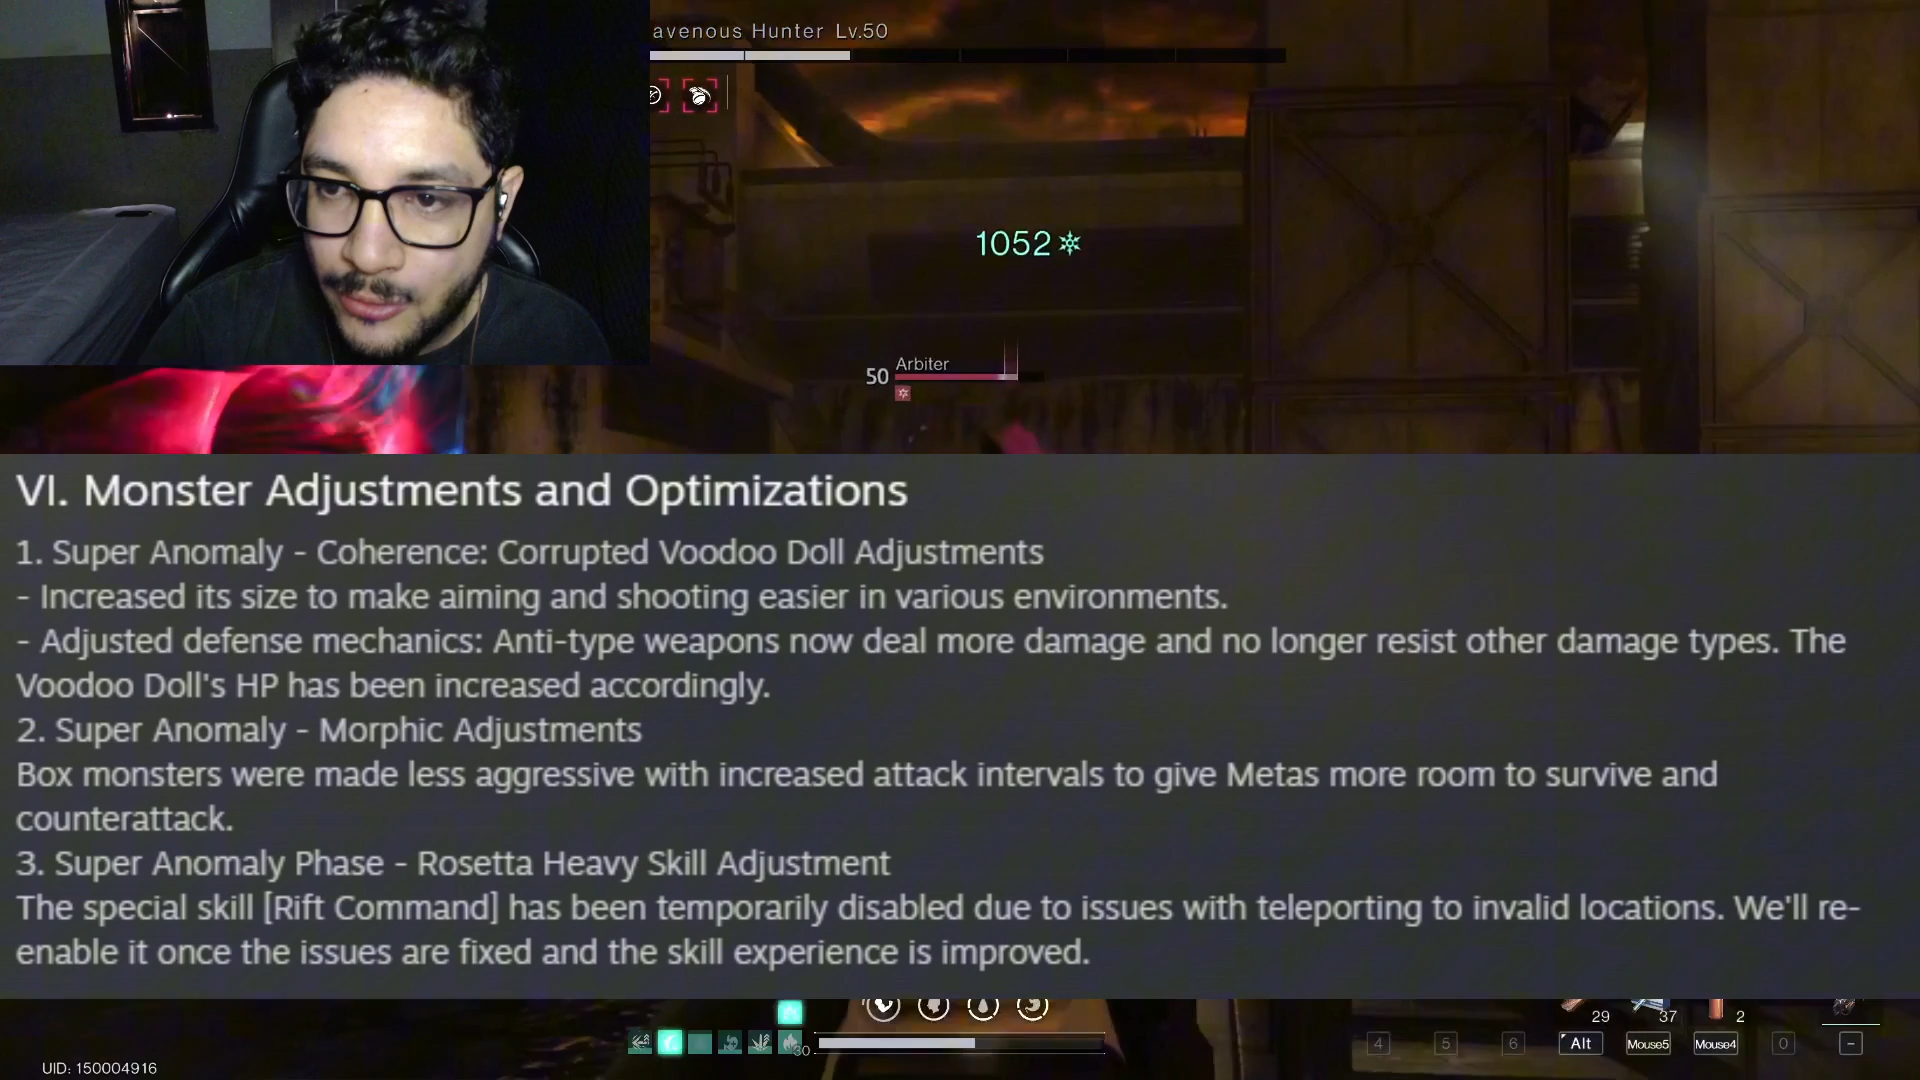 avenous Hunter Lv.50
1052
Arbiter
50
VI. Monster Adjustments and Optimizations
1. Super Anomaly - Coherence: Corrupted Voodoo Doll Adjustments
- Increased its size to make aiming and shooting easier in various environments.
- Adjusted defense mechanics: Anti-type weapons now deal more damage and no longer resist other damage types. The
Voodoo Doll's HP has been increased accordingly.
2. Super Anomaly - Morphic Adjustments
Box monsters were made less aggressive with increased attack intervals to give Metas more room to survive and
counterattack.
3. Super Anomaly Phase - Rosetta Heavy Skill Adjustment
The special skill [Rift Command] has been temporarily disabled due to issues with teleporting to invalid locations. We'll re-
enable it once the issues are fixed and the skill experience is improved.
29 37 2
30
4 5 6 Alt Mouse5 Mouse4 0 -
UID: 150004916